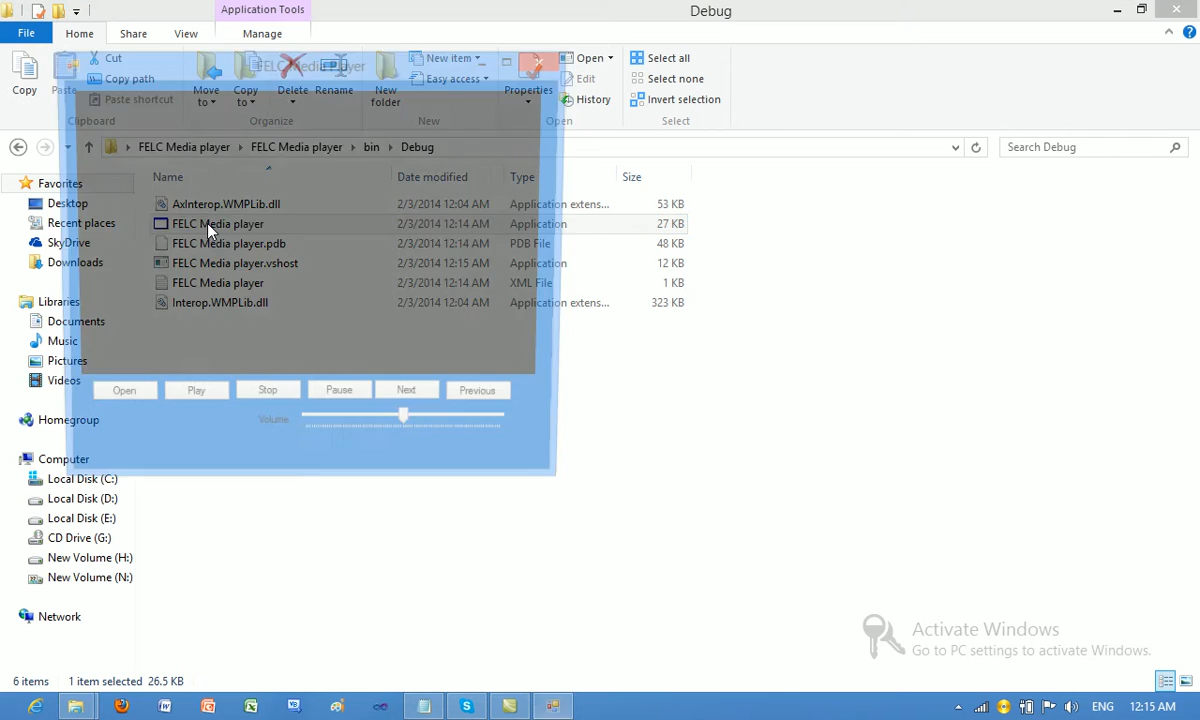 Application Tools
Debug
File
Home
Share
View
Manage
Copy
Paste
Cut
Copy path
Paste shortcut
Clipboard
Move to
Copy to
Delete
Rename
Organize
New folder
New item
Easy access
New
Properties
Open
Edit
History
Open
Select all
Select none
Invert selection
Select
FELC Media Player
FELC Media player
FELC Media player
bin
Debug
Search Debug
Name
Date modified
Type
Size
AxInterop.WMPLib.dll 2/3/2014 12:04 AM Application extens... 53 KB
FELC Media player 2/3/2014 12:14 AM Application 27 KB
FELC Media player.pdb 2/3/2014 12:14 AM PDB File 48 KB
FELC Media player.vshost 2/3/2014 12:15 AM Application 12 KB
FELC Media player 2/3/2014 12:14 AM XML File 1 KB
Interop.WMPLib.dll 2/3/2014 12:04 AM Application extens... 323 KB
Favorites
Desktop
Recent places
SkyDrive
Downloads
Libraries
Documents
Music
Pictures
Videos
Homegroup
Computer
Local Disk (C:)
Local Disk (D:)
Local Disk (E:)
CD Drive (G:)
New Volume (H:)
New Volume (N:)
Network
Open
Play
Stop
Pause
Next
Previous
Volume
Activate Windows
Go to PC settings to activate Windows.
6 items
1 item selected 26.5 KB
ENG
12:15 AM